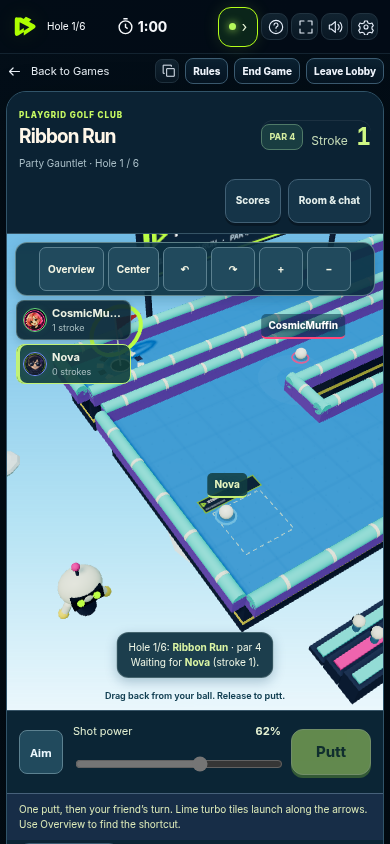 Hole 1/6
1:00
›
← Back to Games
Rules
End Game
Leave Lobby
PLAYGRID GOLF CLUB
Ribbon Run
PAR 4
Stroke 1
Party Gauntlet · Hole 1 / 6
Scores
Room & chat
PAR
Overview
Center
↶
↷
+
−
CosmicMu...
1 stroke
CosmicMuffin
Nova
0 strokes
Nova
Hole 1/6: Ribbon Run · par 4
Waiting for Nova (stroke 1).
Drag back from your ball. Release to putt.
Aim
Shot power
62%
Putt
One putt, then your friend's turn. Lime turbo tiles launch along the arrows.
Use Overview to find the shortcut.